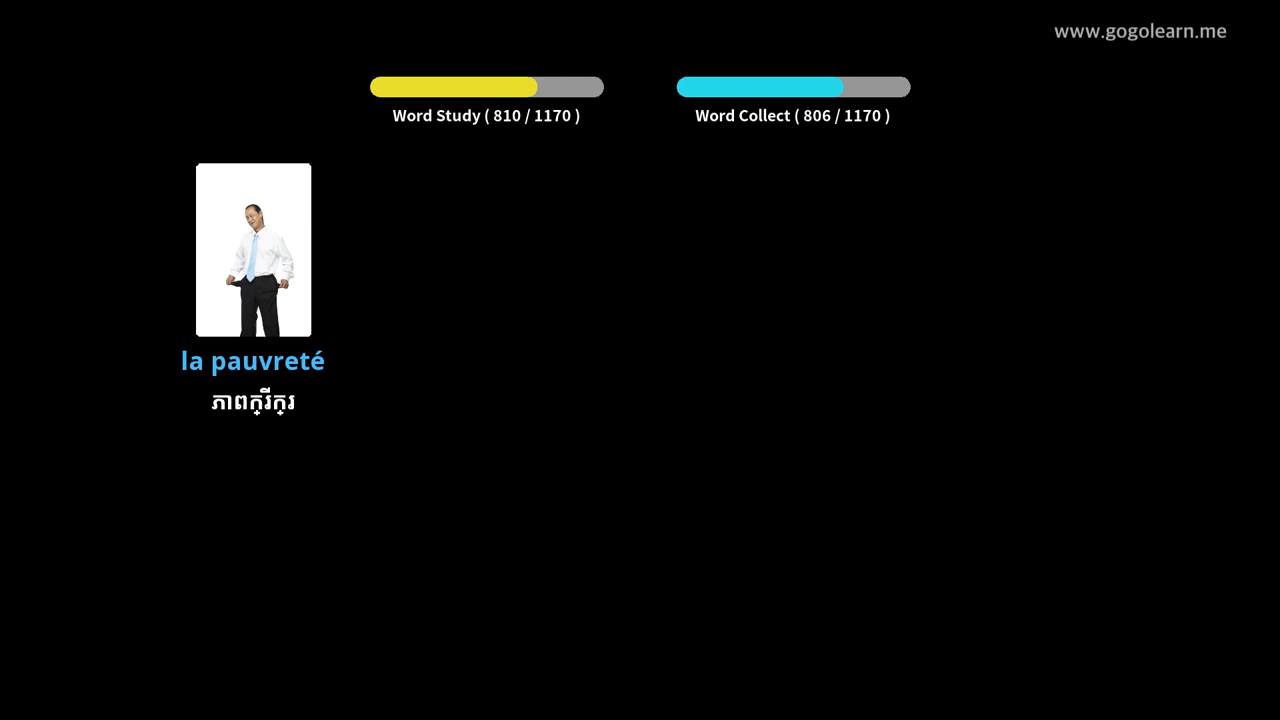 www.gogolearn.me
Word Study ( 810 / 1170 )
Word Collect ( 806 / 1170 )
la pauvreté
ភាពក្រីក្រ